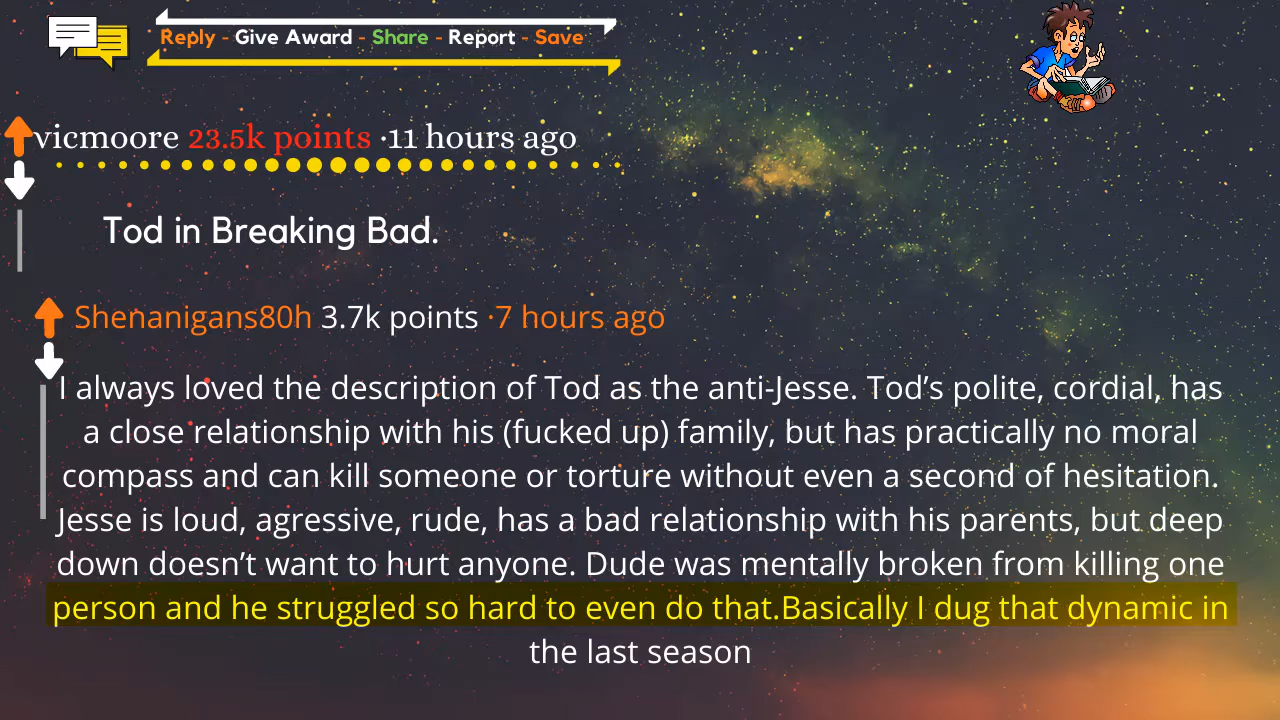 Reply - Give Award - Share - Report - Save
vicmoore 23.5k points ·11 hours ago
Tod in Breaking Bad.
Shenanigans80h 3.7k points ·7 hours ago
I always loved the description of Tod as the anti-Jesse. Tod’s polite, cordial, has
a close relationship with his (fucked up) family, but has practically no moral
compass and can kill someone or torture without even a second of hesitation.
Jesse is loud, agressive, rude, has a bad relationship with his parents, but deep
down doesn’t want to hurt anyone. Dude was mentally broken from killing one
person and he struggled so hard to even do that.Basically I dug that dynamic in
the last season